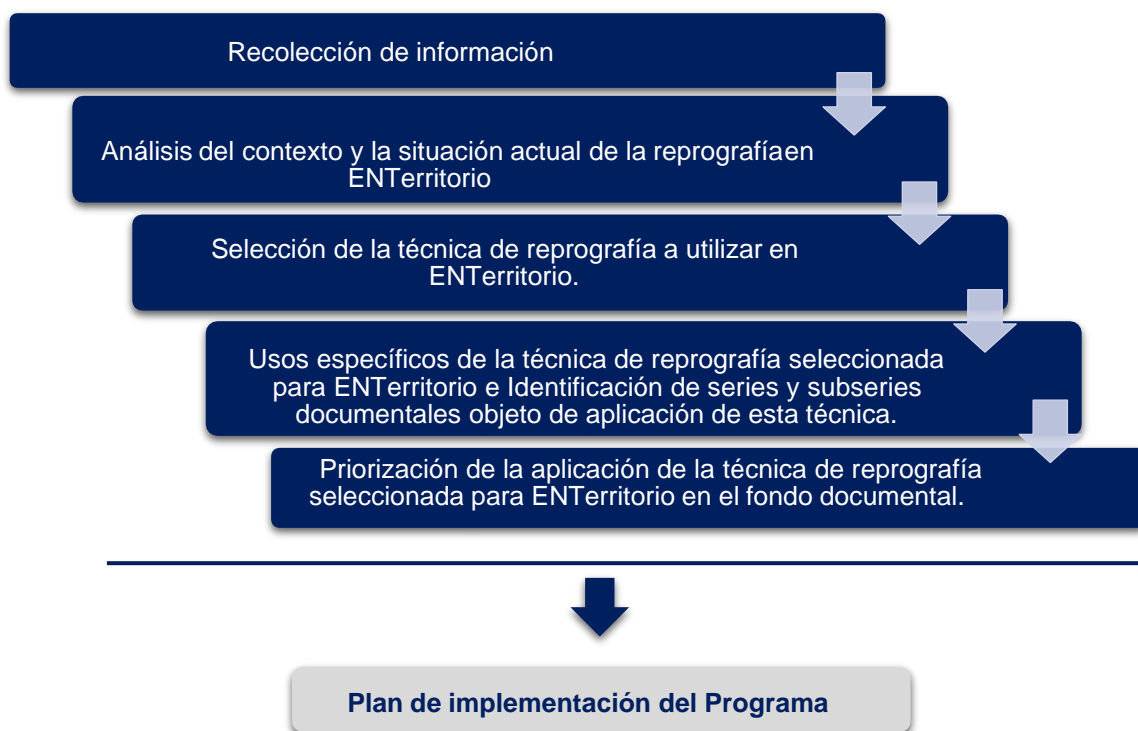 Recolección de información
Análisis del contexto y la situación actual de la reprografíaen
ENTerritorio
Selección de la técnica de reprografía a utilizar en
ENTerritorio.
Usos específicos de la técnica de reprografía seleccionada
para ENTerritorio e Identificación de series y subseries
documentales objeto de aplicación de esta técnica.
Priorización de la aplicación de la técnica de reprografía
seleccionada para ENTerritorio en el fondo documental.
Plan de implementación del Programa